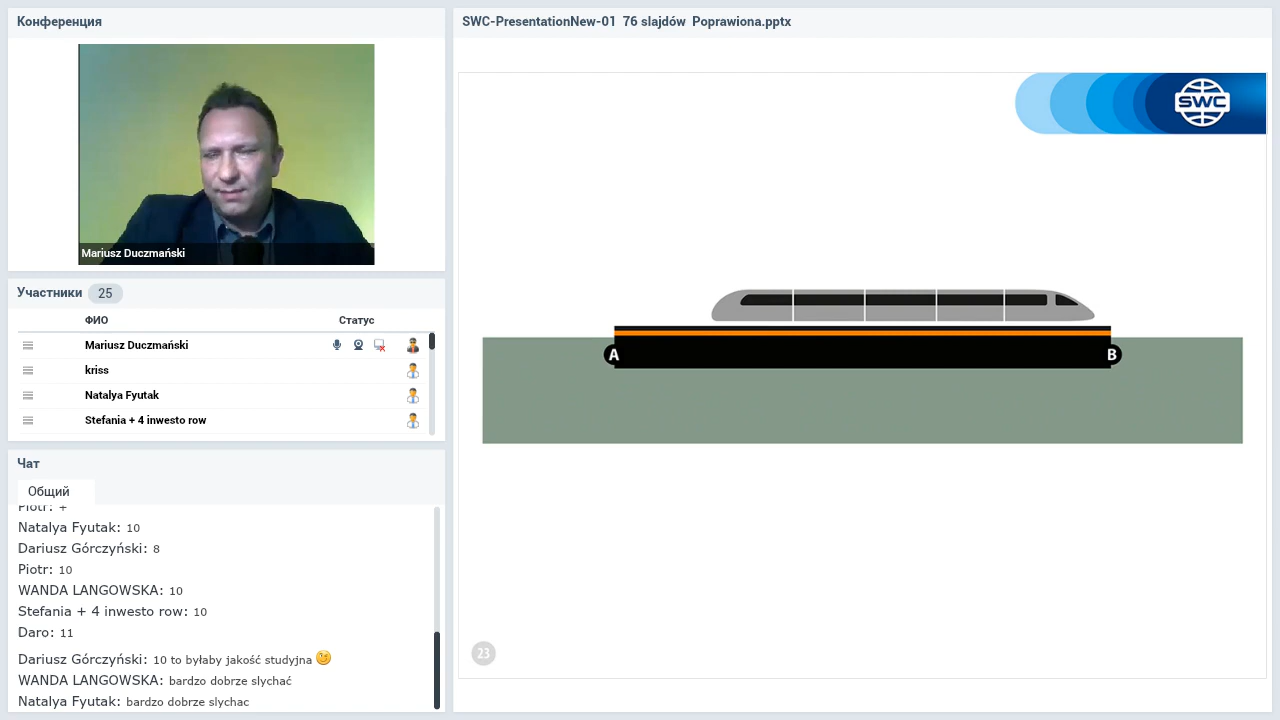 Конференция
Mariusz Duczmański
Участники 25
ФИО Статус
Mariusz Duczmański
kriss
Natalya Fyutak
Stefania + 4 inwesto row
Чат
Общий
Piotr: +
Natalya Fyutak: 10
Dariusz Górczyński: 8
Piotr: 10
WANDA LANGOWSKA: 10
Stefania + 4 inwesto row: 10
Daro: 11
Dariusz Górczyński: 10 to byłaby jakość studyjna
WANDA LANGOWSKA: bardzo dobrze slychać
Natalya Fyutak: bardzo dobrze slychac
SWC-PresentationNew-01 76 slajdów Poprawiona.pptx
SWC
A B
23